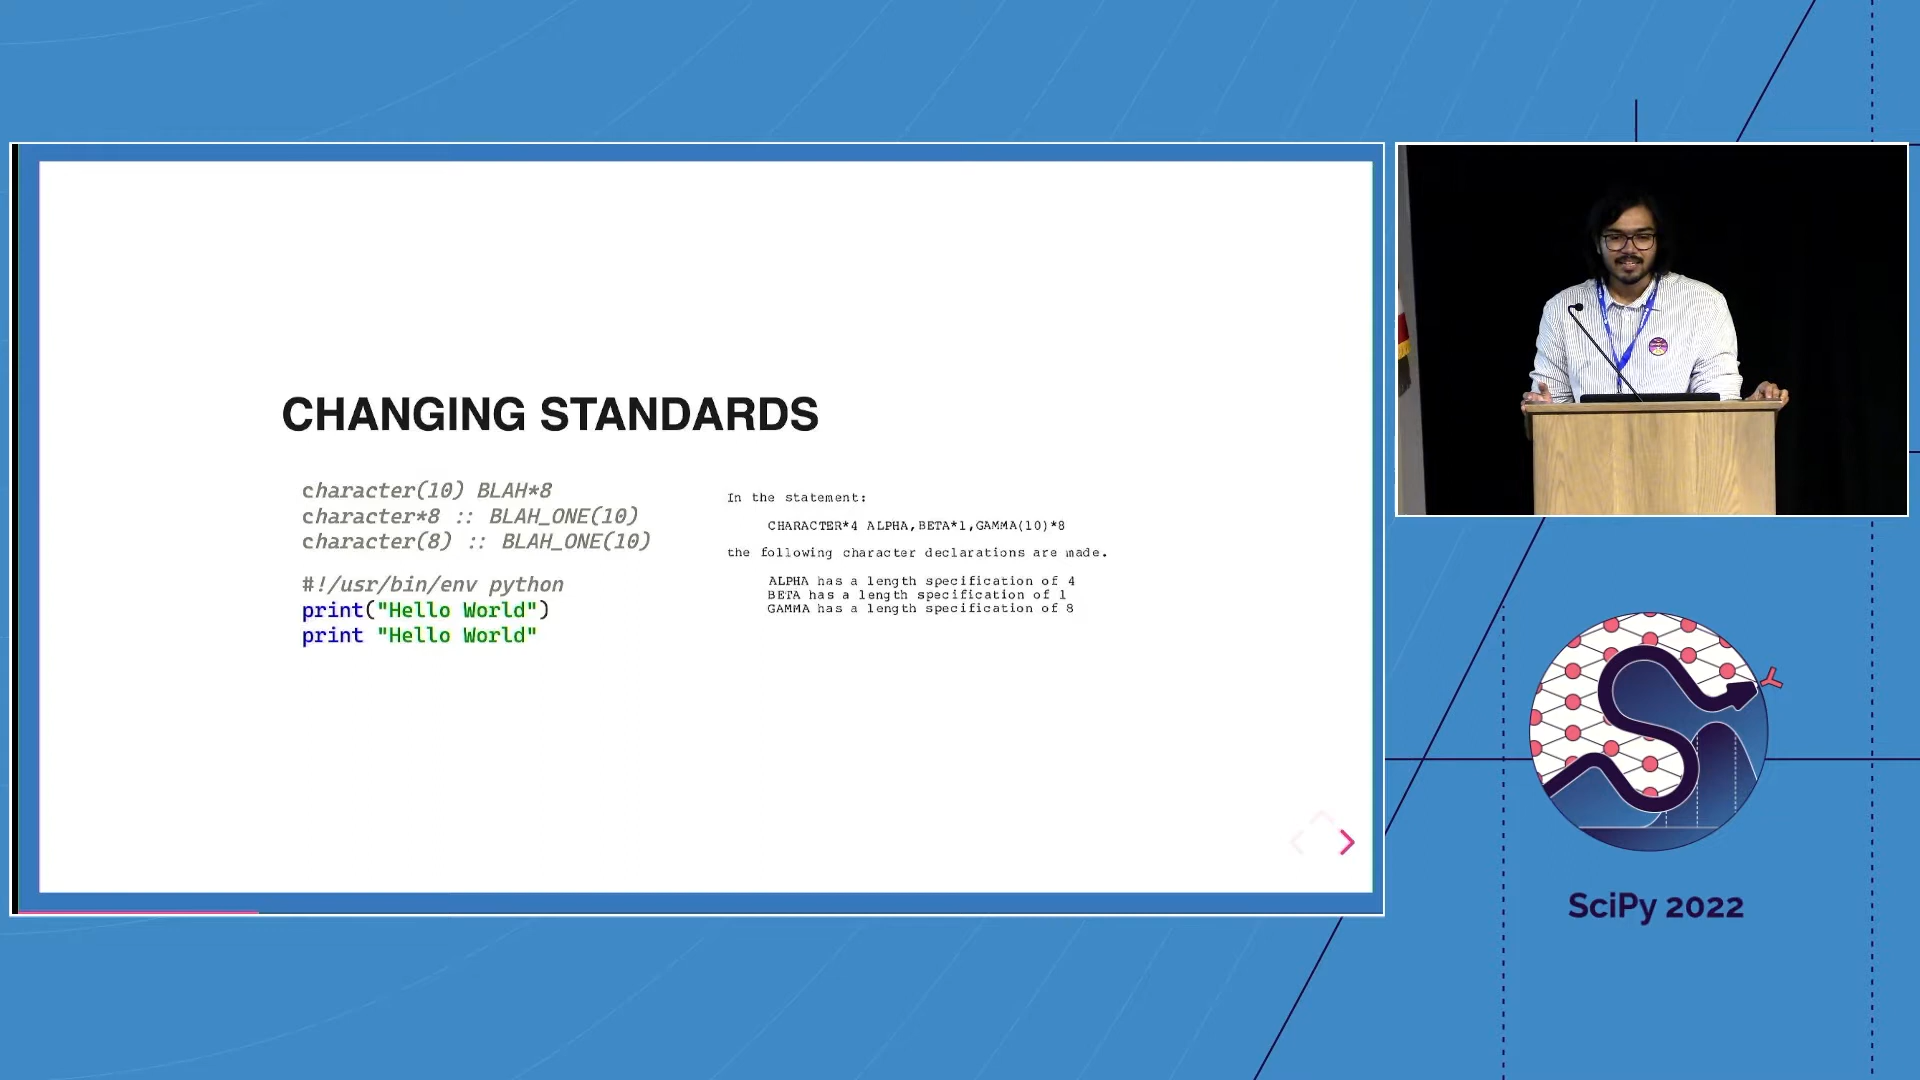 CHANGING STANDARDS
character(10) BLAH*8
character*8 :: BLAH_ONE(10)
character(8) :: BLAH_ONE(10)
#!/usr/bin/env python
print("Hello World")
print "Hello World"
In the statement:
CHARACTER*4 ALPHA,BETA*1,GAMMA(10)*8
the following character declarations are made.
ALPHA has a length specification of 4
BETA has a length specification of 1
GAMMA has a length specification of 8
SciPy 2022